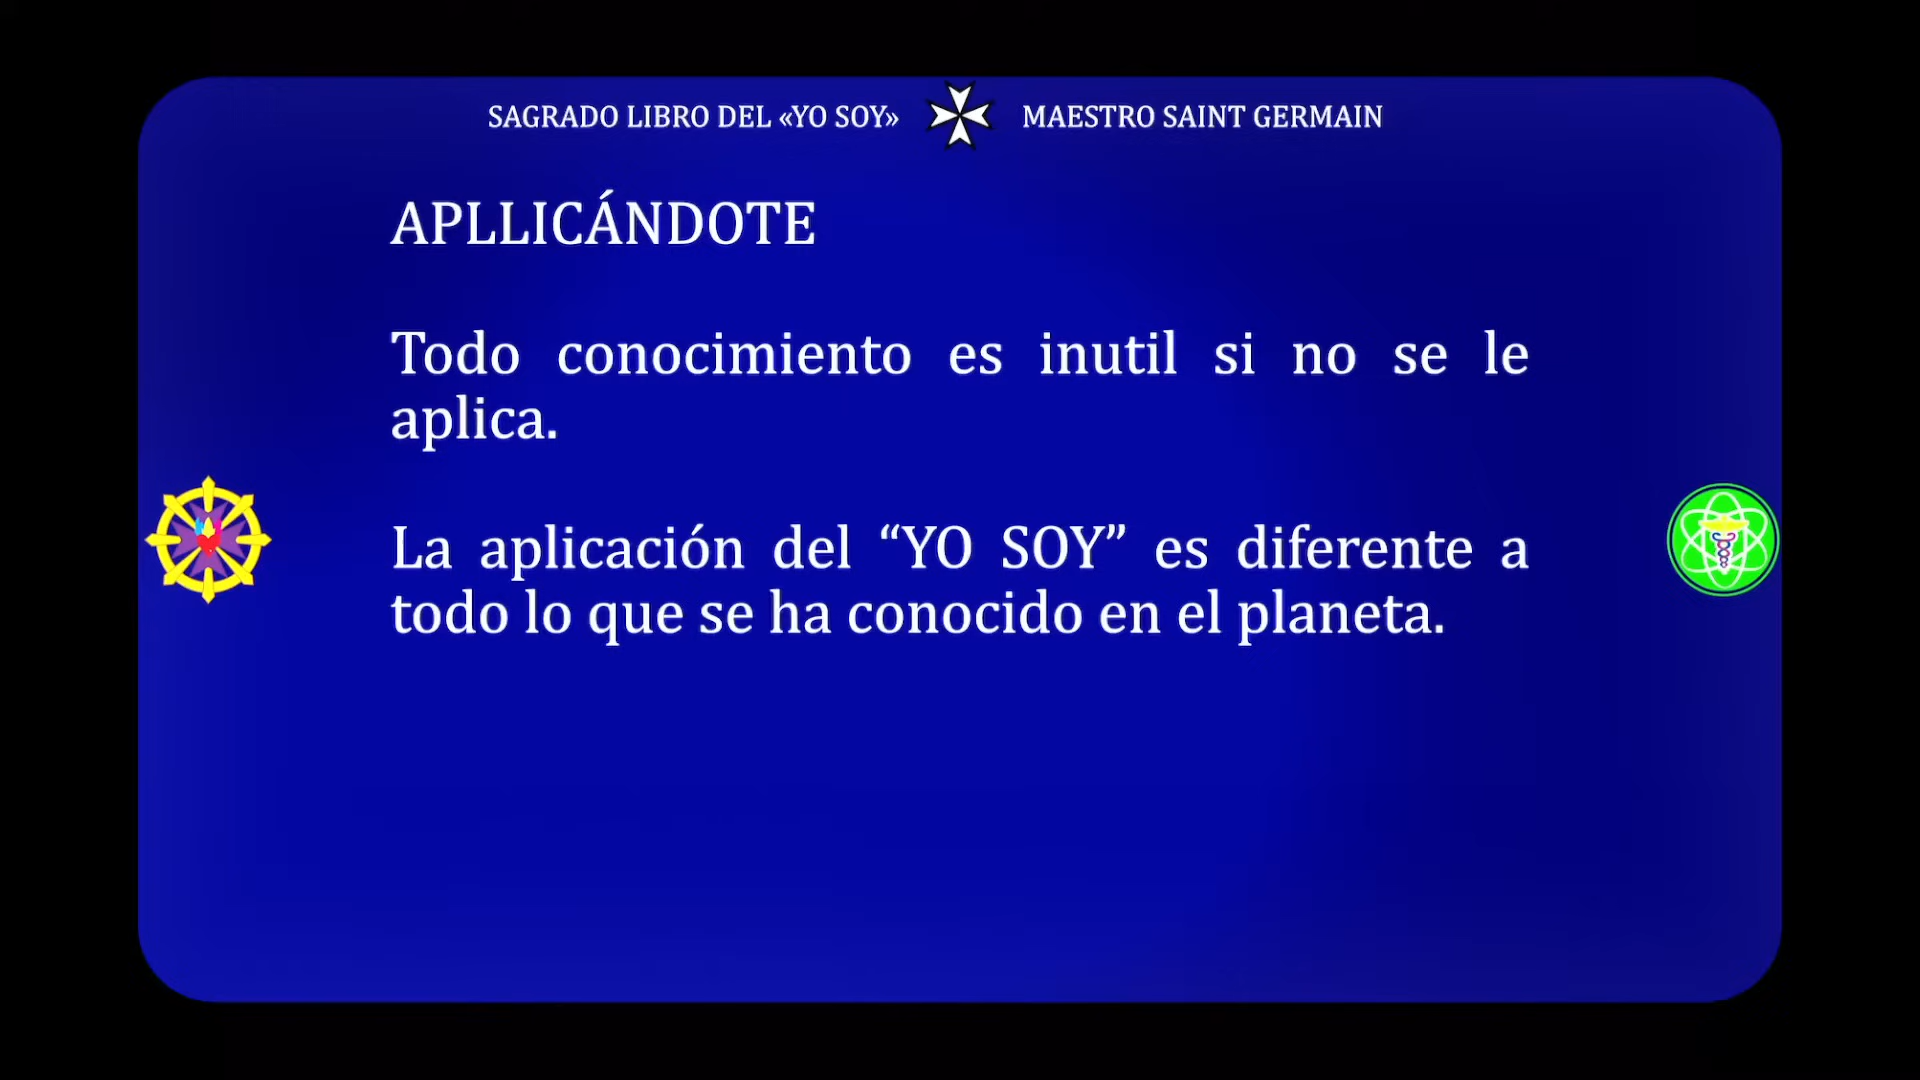 SAGRADO LIBRO DEL «YO SOY» MAESTRO SAINT GERMAIN
APLLICÁNDOTE
Todo conocimiento es inutil si no se le
aplica.
La aplicación del “YO SOY” es diferente a
todo lo que se ha conocido en el planeta.